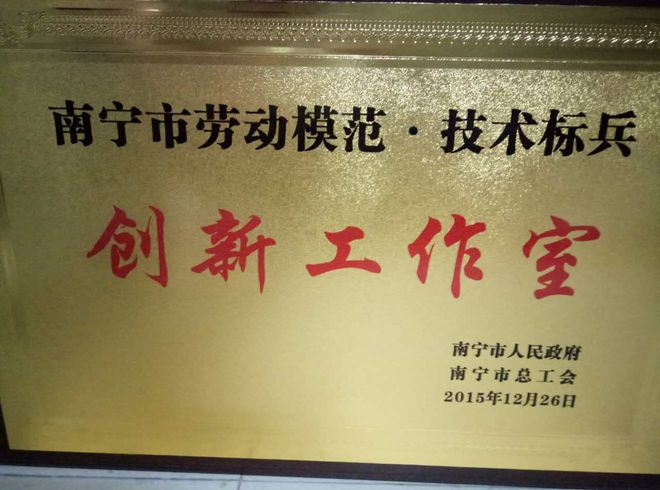 南宁市劳动模范·技术标兵
创新工作室
南宁市人民政府
南宁市总工会
2015年12月26日